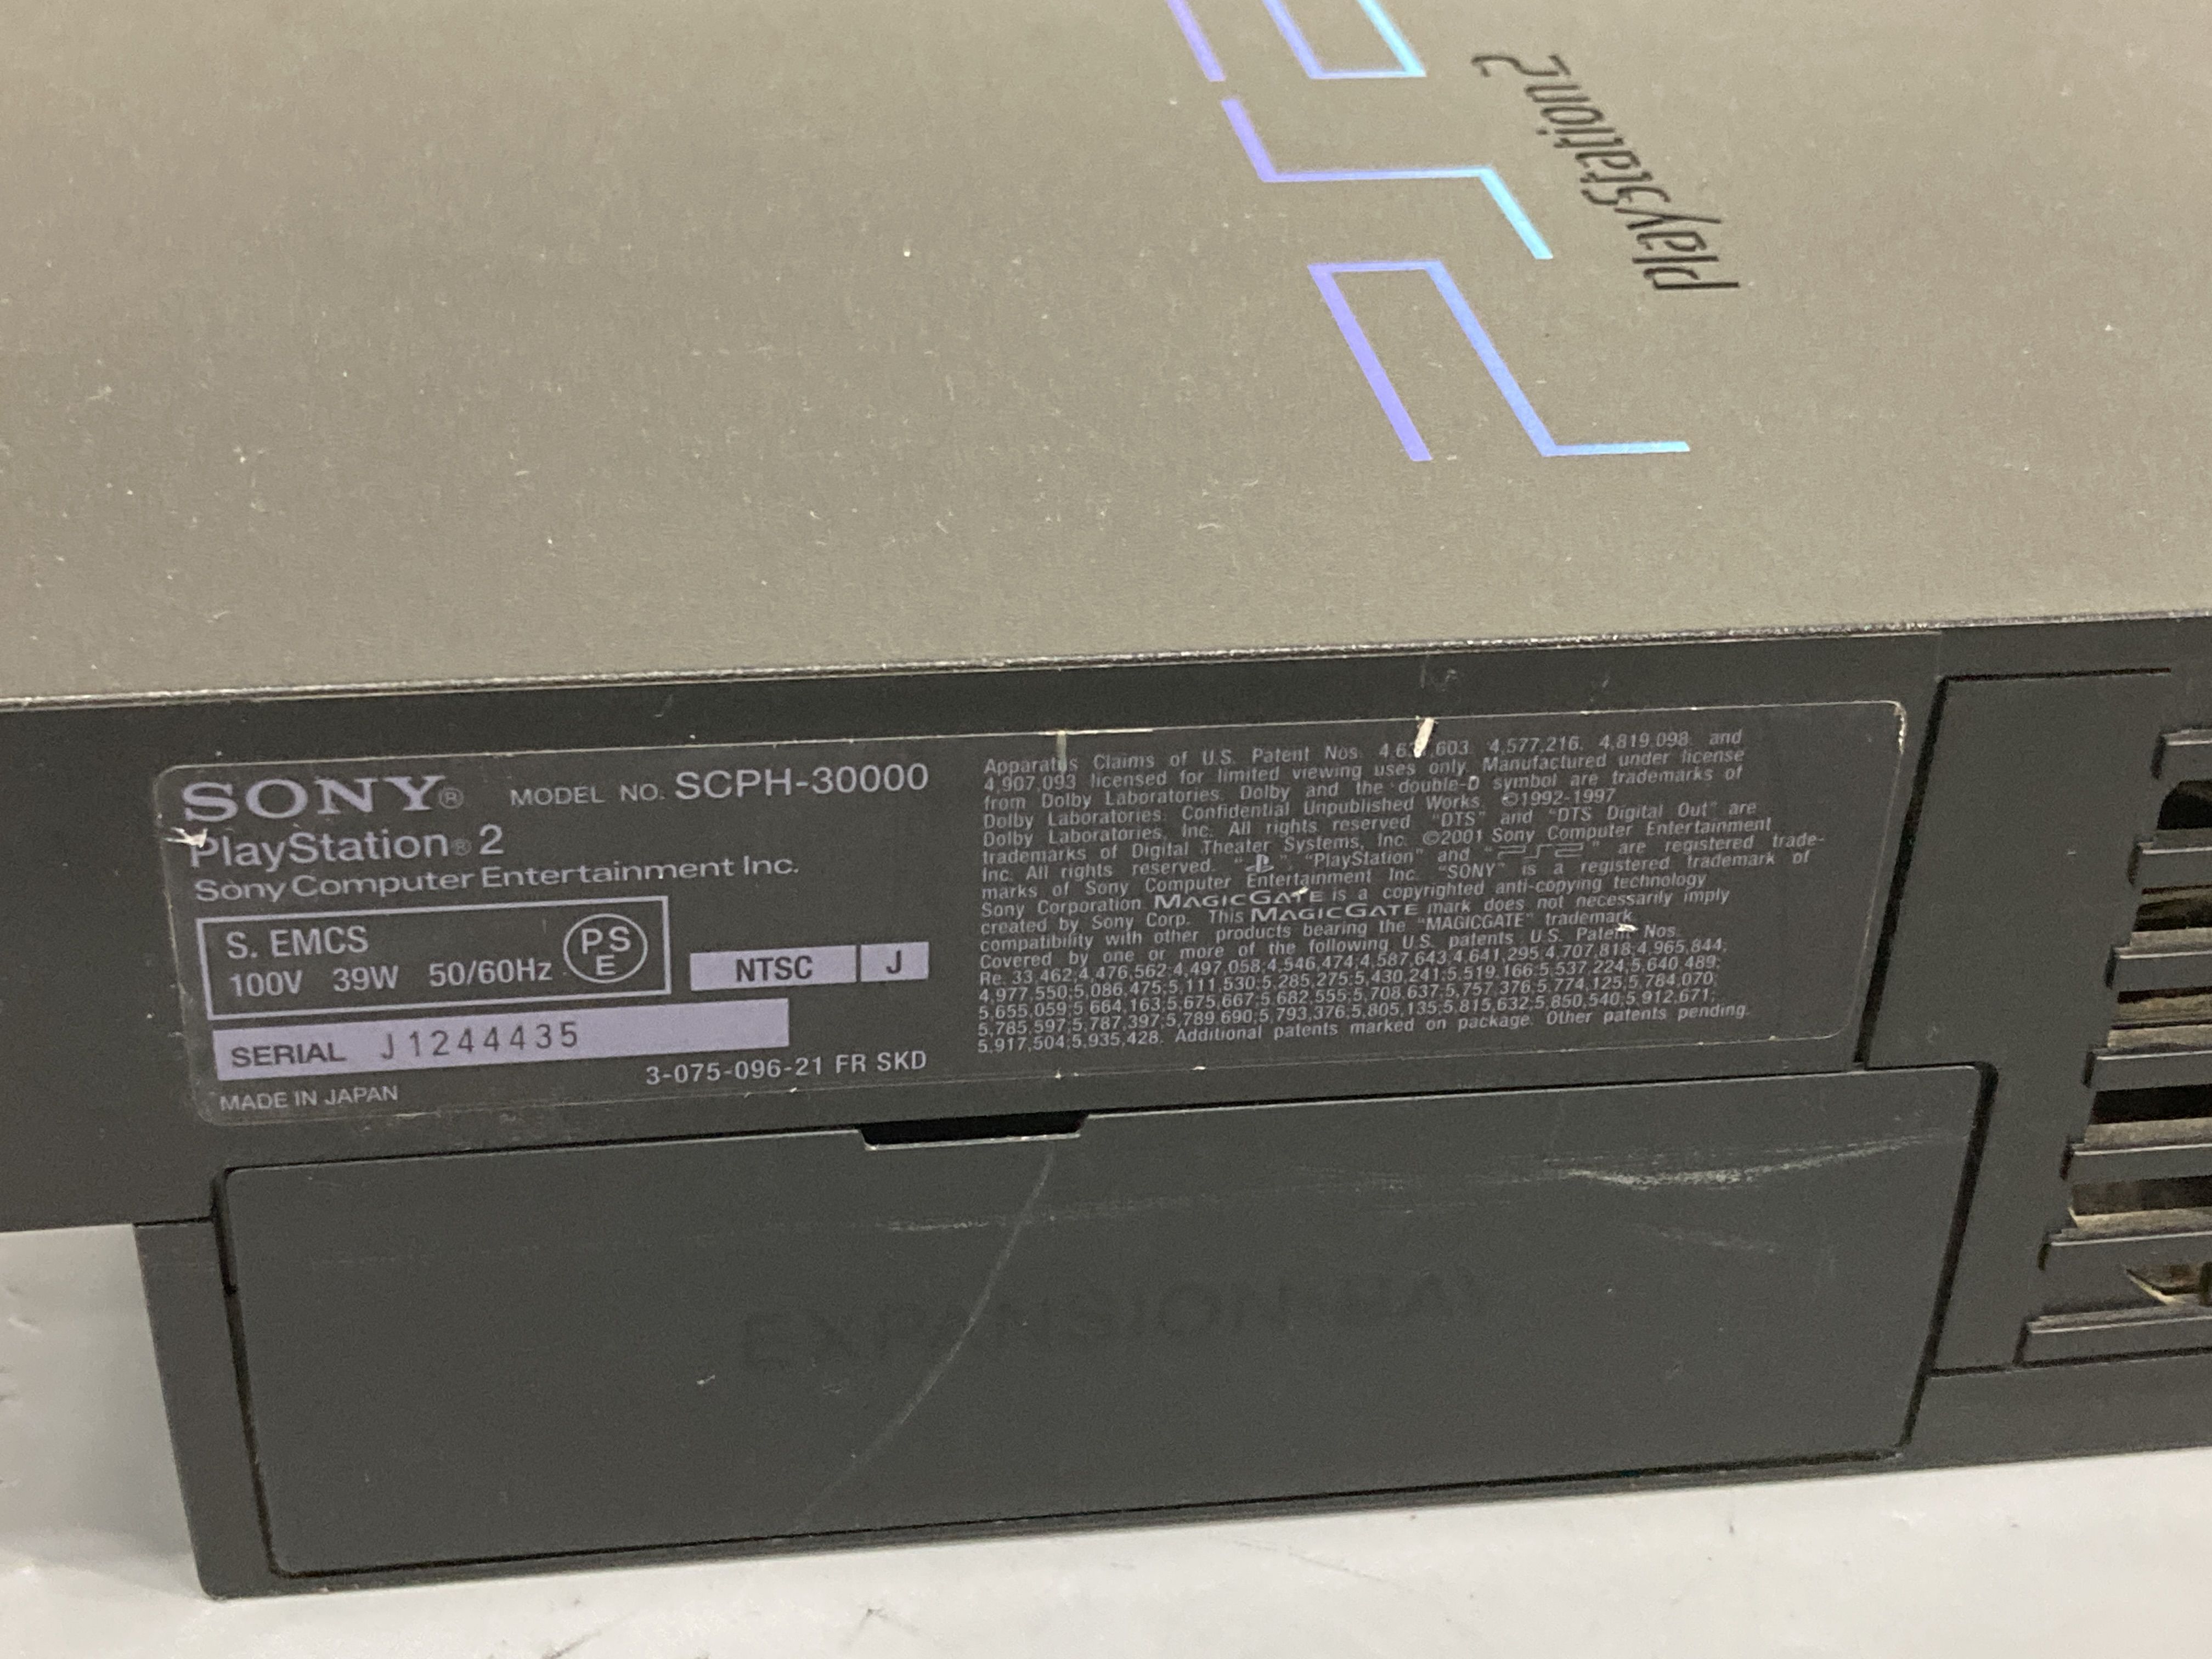 PlayStation 2
SONY® MODEL NO. SCPH-30000
PlayStation® 2
Sony Computer Entertainment Inc.
S. EMCS
100V 39W 50/60Hz
PS
E
NTSC J
SERIAL J1244435
3-075-096-21 FR SKD
MADE IN JAPAN
Apparatus Claims of U.S. Patent Nos. 4,577,216, 4,819,098, and
4,907,093 licensed for limited viewing uses only. Manufactured under license
from Dolby Laboratories. Dolby and the double-D symbol are trademarks of
Dolby Laboratories. Confidential Unpublished Works. ©1992-1997
Dolby Laboratories, Inc. All rights reserved. "DTS" and "DTS Digital Out" are
trademarks of Digital Theater Systems, Inc. ©2001 Sony Computer Entertainment
Inc. All rights reserved. " ", "PlayStation" and "PS2" are registered trade-
marks of Sony Computer Entertainment Inc. "SONY" is a registered trademark of
Sony Corporation. MAGICGATE is a copyrighted anti-copying technology
created by Sony Corp. This MAGICGATE mark does not necessarily imply
compatibility with other products bearing the "MAGICGATE" trademark.
Covered by one or more of the following U.S. patents U.S. Patent Nos.
Re. 33,462;4,476,562;4,497,058;4,546,474;4,587,643;4,641,295;4,707,818;4,965,844;
4,977,550;5,086,475;5,111,530;5,285,275;5,430,241;5,519,166;5,537,224;5,640,489;
5,655,059;5,664,163;5,675,667;5,682,555;5,708,637;5,757,376;5,774,125;5,784,070;
5,785,597;5,787,397;5,789,690;5,793,376;5,805,135;5,815,632;5,850,540;5,912,671;
5,917,504;5,935,428. Additional patents marked on package. Other patents pending.
EXPANSION BAY